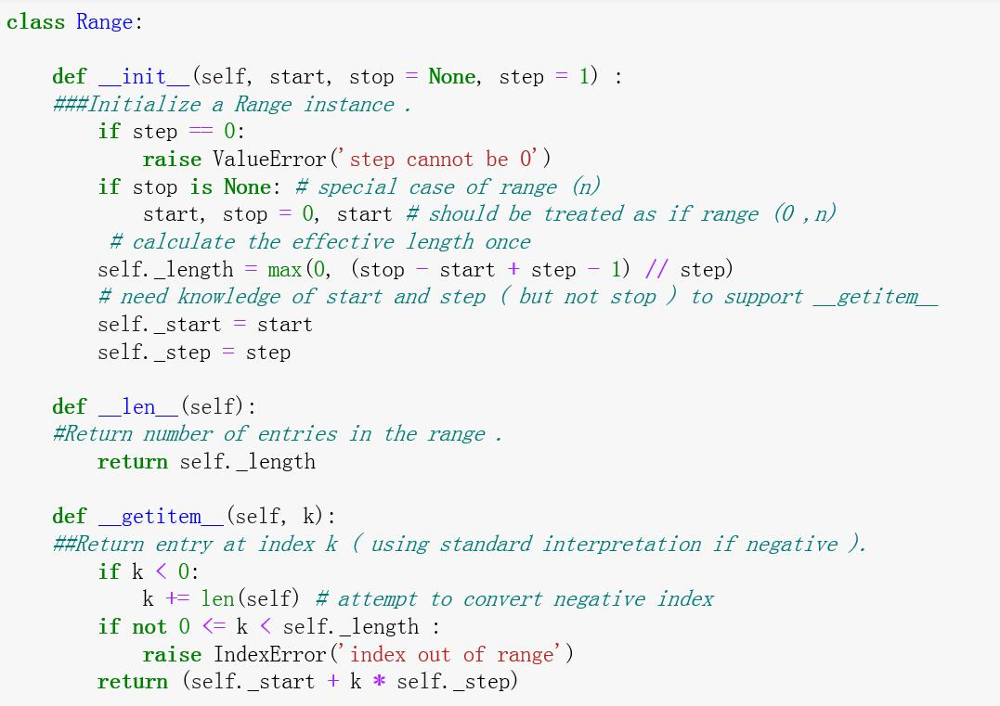 class Range:
    def __init__(self, start, stop = None, step = 1) :
    ###Initialize a Range instance .
        if step == 0:
            raise ValueError('step cannot be 0')
        if stop is None: # special case of range (n)
            start, stop = 0, start # should be treated as if range (0 ,n)
         # calculate the effective length once
        self._length = max(0, (stop - start + step - 1) // step)
        # need knowledge of start and step ( but not stop ) to support __getitem__
        self._start = start
        self._step = step
    def __len__(self):
    #Return number of entries in the range .
        return self._length
    def __getitem__(self, k):
    ##Return entry at index k ( using standard interpretation if negative ).
        if k < 0:
            k += len(self) # attempt to convert negative index
        if not 0 <= k < self._length :
            raise IndexError('index out of range')
        return (self._start + k * self._step)